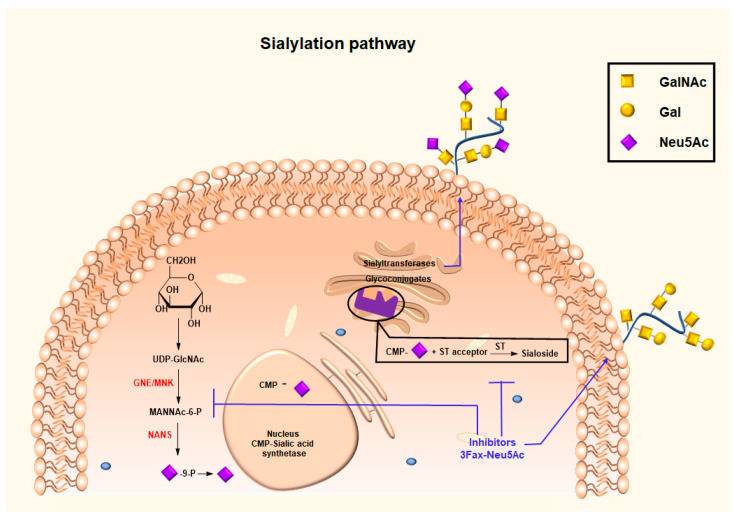 Sialylation pathway
GalNAc
Gal
Neu5Ac
Sialyltransferases
Glycoconjugates
CH2OH
O
OH
OH
OH
OH
CMP- + ST acceptor ST Sialoside
UDP-GlcNAc
GNE/MNK
MANNAc-6-P
NANS
-9-P
CMP -
Nucleus
CMP-Sialic acid
synthetase
Inhibitors
3Fax-Neu5Ac